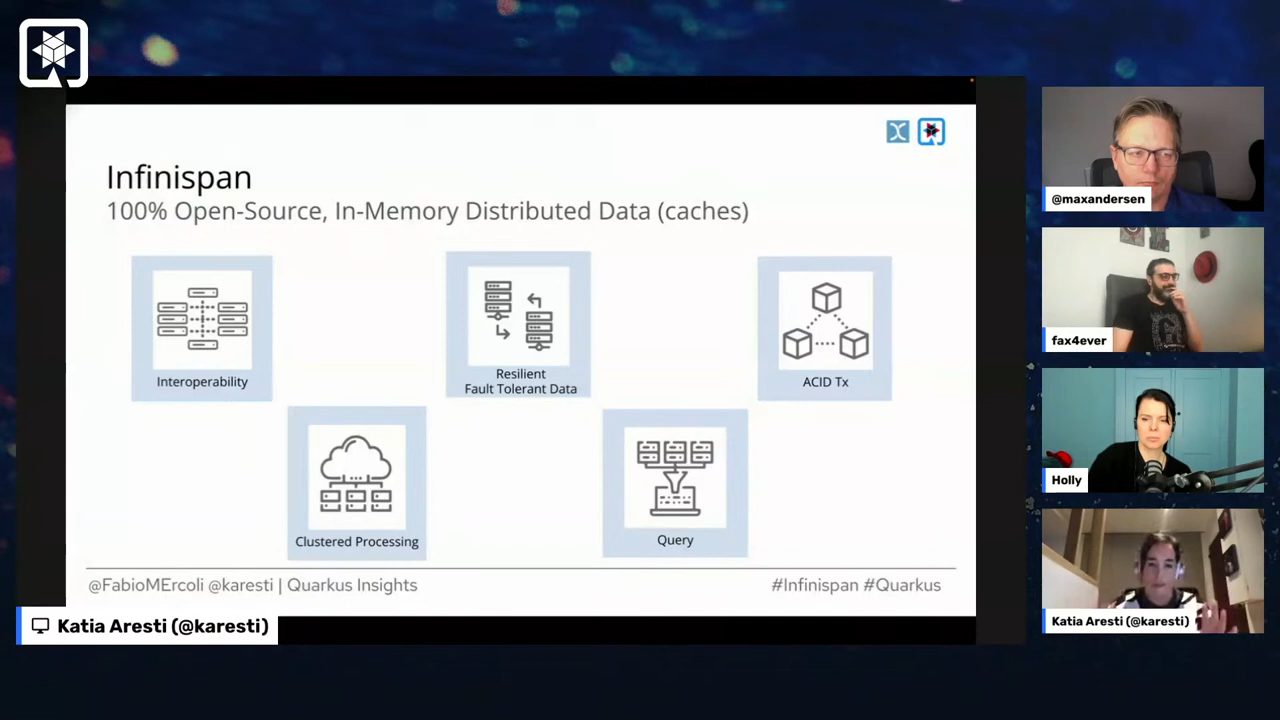 Infinispan
100% Open-Source, In-Memory Distributed Data (caches)
Interoperability
Resilient
Fault Tolerant Data
ACID Tx
Clustered Processing
Query
@FabioMErcoli @karesti | Quarkus Insights
#Infinispan #Quarkus
Katia Aresti (@karesti)
@maxandersen
fax4ever
Holly
Katia Aresti (@karesti)